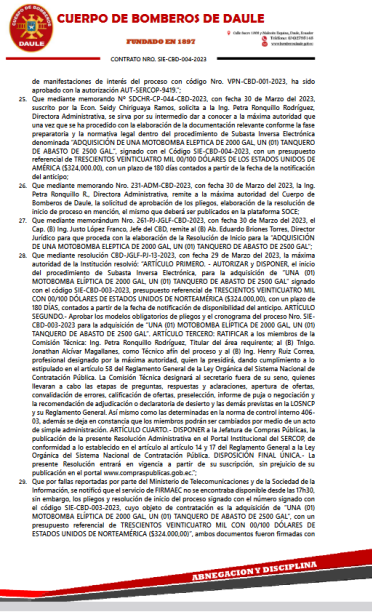 CUERPO DE BOMBEROS DE DAULE
FUNDADO EN 1897
CUERPO DE BOMBEROS
DAULE
CONTRATO NRO. SIE-CBD-004-2023
de manifestaciones de interés del proceso con código Nro. VPN-CBD-001-2023, ha sido
aprobado con la autorización AUT-SERCOP-9419.";
25. Que mediante memorando Nº SDCHR-CP-044-CBD-2023, con fecha 30 de Marzo del 2023,
suscrito por la Econ. Seidy Chiriguaya Ramos, solicita a la Ing. Petra Ronquillo Rodríguez,
Directora Administrativa, se sirva por su intermedio dar a conocer a la máxima autoridad que
una vez que se ha procedido con la elaboración de la documentación relevante conforme la fase
preparatoria y la normativa legal dentro del procedimiento de Subasta Inversa Electrónica
denominada "ADQUISICIÓN DE UNA MOTOBOMBA ELEPTICA DE 2000 GAL, UN (01) TANQUERO
DE ABASTO DE 2500 GAL.", signado con el Código SIE-CBD-004-2023, con un presupuesto
referencial de TRESCIENTOS VEINTICUATRO MIL 00/100 DÓLARES DE LOS ESTADOS UNIDOS DE
AMÉRICA ($324.000,00), con un plazo de 180 días contados a partir de la fecha de la notificación
del anticipo;
26. Que mediante memorando Nro. 231-ADM-CBD-2023, con fecha 30 de Marzo del 2023, la Ing.
Petra Ronquillo R., Directora Administrativa, remite a la máxima autoridad del Cuerpo de
Bomberos de Daule, la solicitud de aprobación de los pliegos, elaboración de la resolución de
inicio de proceso en mención, el mismo que deberá ser publicados en la plataforma SOCE;
27. Que mediante memorándum Nro. 261-PJ-JGLF-CBD-2023, con fecha 30 de Marzo del 2023, el
Cap. (B) Ing. Justo López Franco, Jefe del CBD, remite al (B) Ab. Eduardo Briones Torres, Director
Jurídico para que proceda con la elaboración de la Resolución de Inicio para la "ADQUISICIÓN
DE UNA MOTOBOMBA ELEPTICA DE 2000 GAL, UN (01) TANQUERO DE ABASTO DE 2500 GAL";
28. Que mediante resolución CBD-JGLF-PJ-13-2023, con fecha 29 de Marzo del 2023, la máxima
autoridad de la Institución resolvió: "ARTÍCULO PRIMERO. - AUTORIZAR y DISPONER, el inicio
del proceso de Subasta Inversa Electrónica, para la adquisición de "UNA (01)
MOTOBOMBA ELÍPTICA DE 2000 GAL, UN (01) TANQUERO DE ABASTO DE 2500 GAL" signado
con el código SIE-CBD-003-2023, presupuesto referencial de TRESCIENTOS VEINTICUATRO MIL
CON 00/100 DÓLARES DE ESTADOS UNIDOS DE NORTEAMÉRICA ($324.000,00), con un plazo de
180 DÍAS, contados a partir de la fecha de notificación de disponibilidad del anticipo. ARTÍCULO
SEGUNDO.- Aprobar los modelos obligatorios de pliegos y el cronograma del proceso Nro. SIE-
CBD-003-2023 para la adquisición de "UNA (01) MOTOBOMBA ELÍPTICA DE 2000 GAL, UN (01)
TANQUERO DE ABASTO DE 2500 GAL". ARTÍCULO TERCERO: RATIFICAR a los miembros de la
Comisión Técnica: Ing. Petra Ronquillo Rodríguez, Titular del área requirente; al (B) Tnlgo.
Jonathan Alcívar Magallanes, como Técnico afín del proceso y al (B) Ing. Henry Ruiz Correa,
profesional designado por la máxima autoridad, quien la presidirá, dando cumplimiento a lo
estipulado en el artículo 58 del Reglamento General de la Ley Orgánica del Sistema Nacional de
Contratación Pública. La Comisión Técnica designará al secretario fuera de su seno, quienes
llevaran a cabo las etapas de preguntas, respuestas y aclaraciones, apertura de ofertas,
convalidación de errores, calificación de ofertas, preselección, informe de puja o negociación y
la recomendación de adjudicación o declaratoria de desierto y las demás previstas en la LOSNCP
y su Reglamento General. Así mismo como las determinadas en la norma de control interno 406-
03, además se deja en constancia que los miembros podrán ser cambiados por medio de un acto
de simple administración. ARTÍCULO CUARTO.- DISPONER a la Jefatura de Compras Públicas, la
publicación de la presente Resolución Administrativa en el Portal Institucional del SERCOP, de
conformidad a lo establecido en el artículo al artículo 14 y 17 del Reglamento General a la Ley
Orgánica del Sistema Nacional de Contratación Pública. DISPOSICIÓN FINAL ÚNICA.- La
presente Resolución entrará en vigencia a partir de su suscripción, sin prejuicio de su
publicación en el portal www.compraspublicas.gob.ec.";
29. Que por fallas reportadas por parte del Ministerio de Telecomunicaciones y de la Sociedad de la
Información, se notificó que el servicio de FIRMAEC no se encontraba disponible desde las 17h30,
sin embargo, los pliegos y resolución de inicio del proceso signado con el número signado con
el código SIE-CBD-003-2023, cuyo objeto de contratación es la adquisición de "UNA (01)
MOTOBOMBA ELÍPTICA DE 2000 GAL, UN (01) TANQUERO DE ABASTO DE 2500 GAL", con un
presupuesto referencial de TRESCIENTOS VEINTICUATRO MIL CON 00/100 DÓLARES DE
ESTADOS UNIDOS DE NORTEAMÉRICA ($324.000,00)", ambos documentos fueron firmadas con
ABNEGACION Y DISCIPLINA